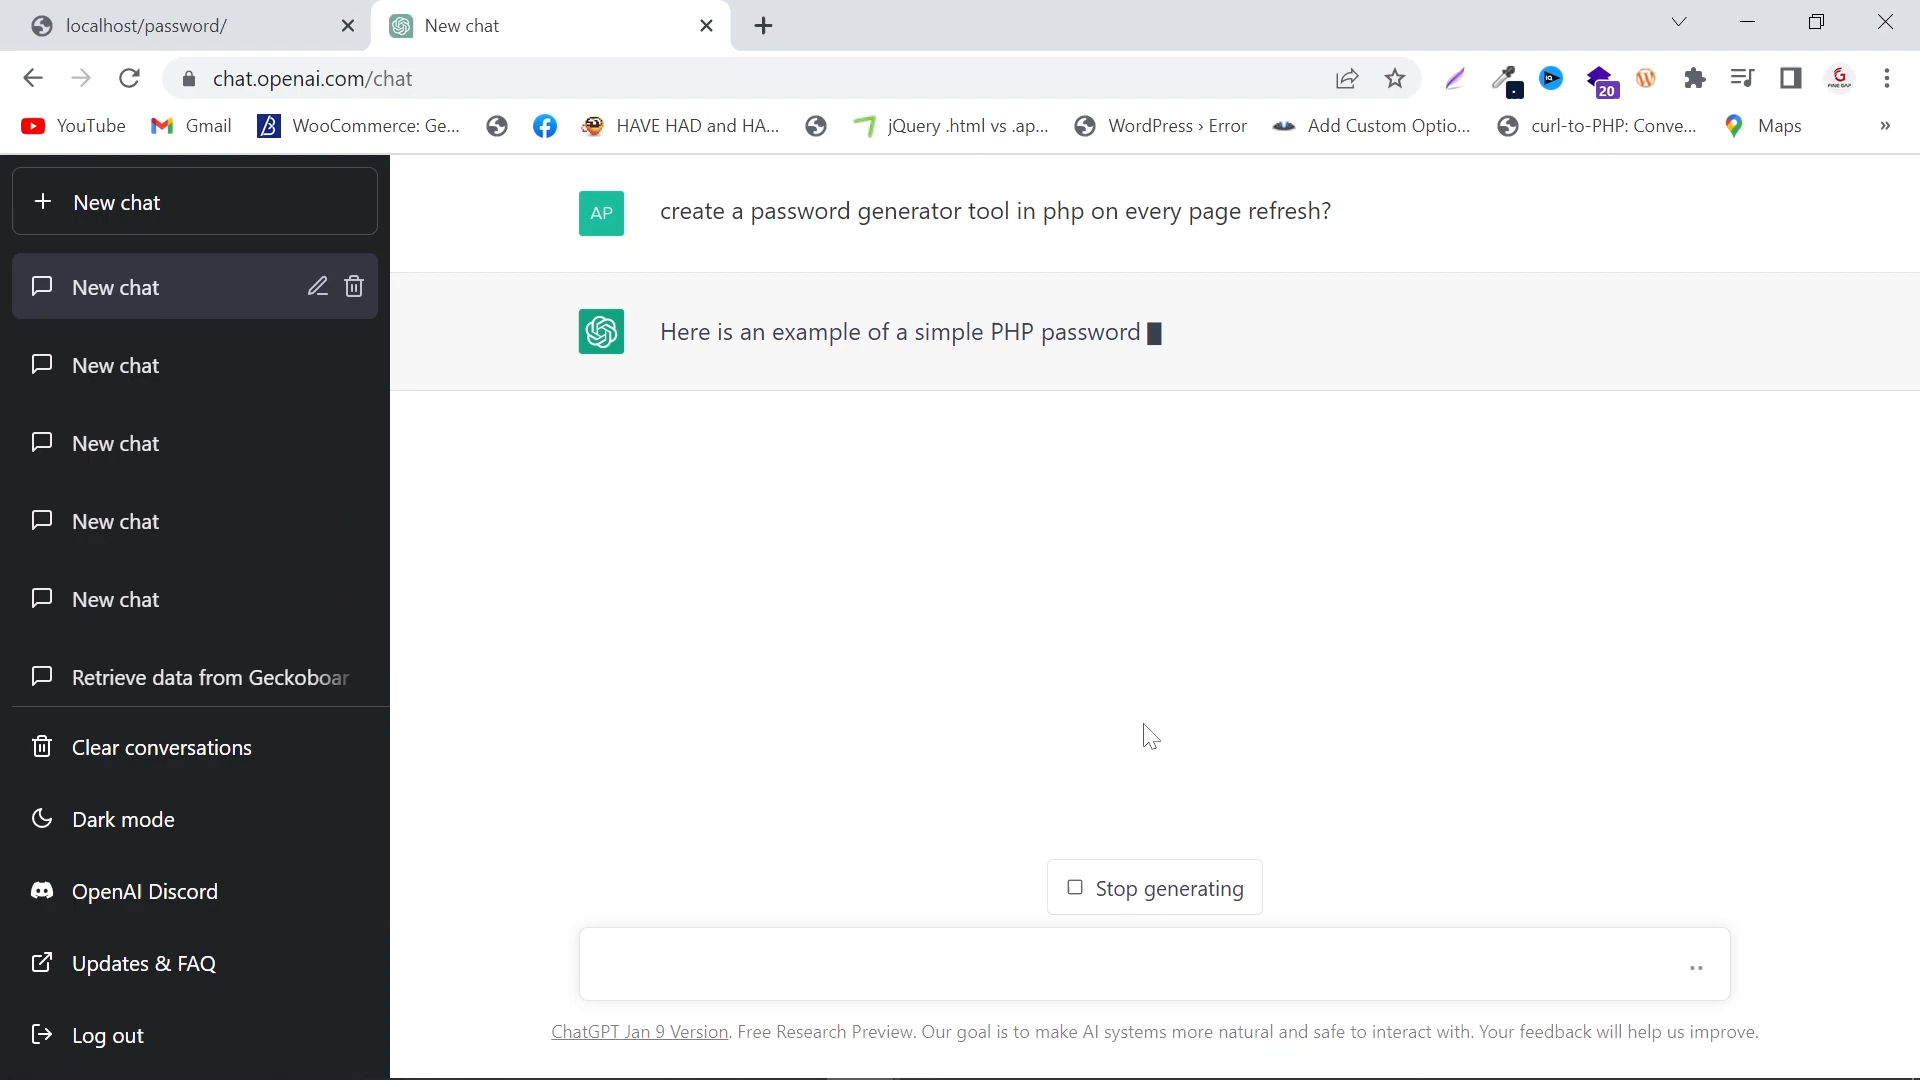 localhost/password/
New chat
chat.openai.com/chat
20
YouTube
Gmail
WooCommerce: Ge...
HAVE HAD and HA...
jQuery .html vs .ap...
WordPress › Error
Add Custom Optio...
curl-to-PHP: Conve...
Maps
»
New chat
New chat
New chat
New chat
New chat
New chat
Retrieve data from Geckoboar
Clear conversations
Dark mode
OpenAI Discord
Updates & FAQ
Log out
AP
create a password generator tool in php on every page refresh?
Here is an example of a simple PHP password
Stop generating
ChatGPT Jan 9 Version. Free Research Preview. Our goal is to make AI systems more natural and safe to interact with. Your feedback will help us improve.